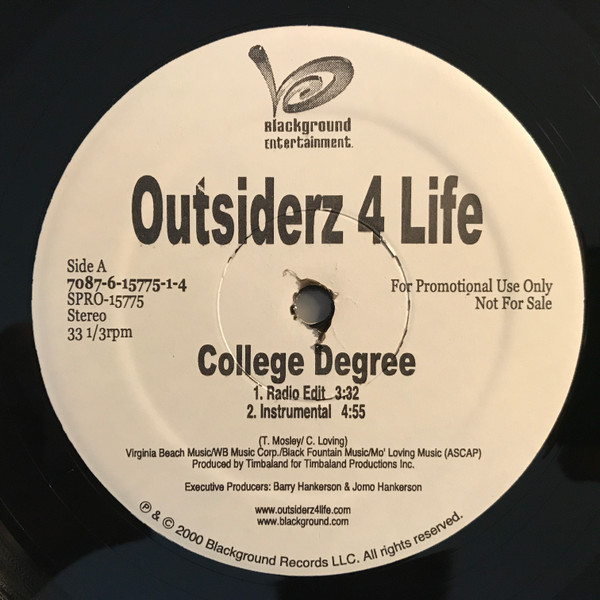 Blackground
Entertainment.
Outsiderz 4 Life
Side A
7087-6-15775-1-4
SPRO-15775
Stereo
33 1/3rpm
For Promotional Use Only
Not For Sale
College Degree
1. Radio Edit 3:32
2. Instrumental 4:55
(T. Mosley/ C. Loving)
Virginia Beach Music/WB Music Corp./Black Fountain Music/Mo' Loving Music (ASCAP)
Produced by Timbaland for Timbaland Productions Inc.
Executive Producers: Barry Hankerson & Jomo Hankerson
www.outsiderz4life.com
www.blackground.com
℗ & © 2000 Blackground Records LLC. All rights reserved.